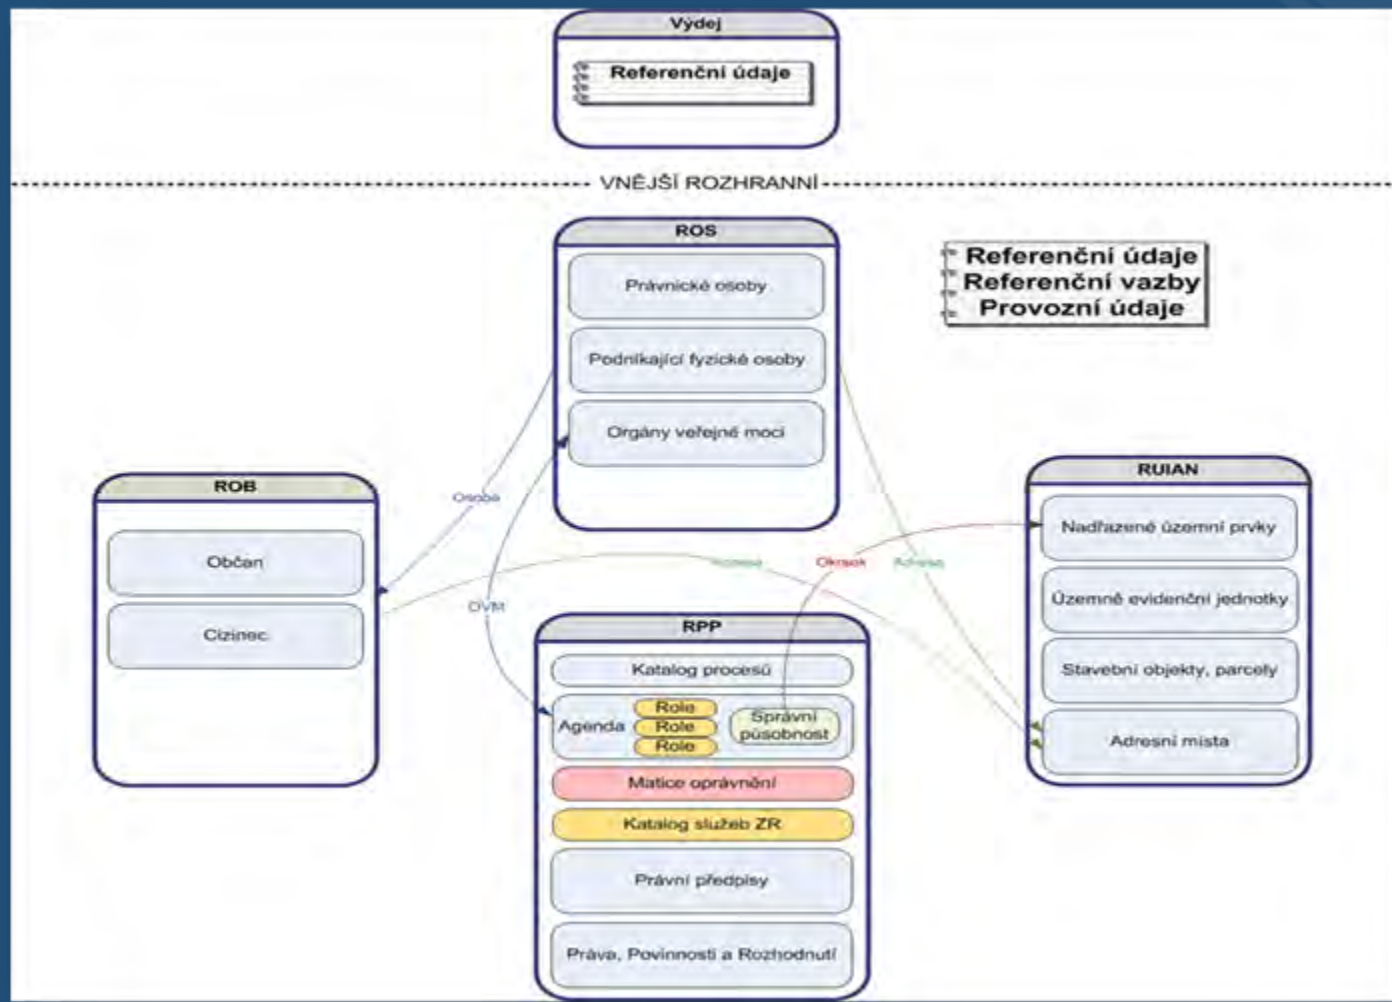 Výdej
Referenční údaje
VNĚJŠÍ ROZHRANNÍ
ROS
Právnické osoby
Podnikající fyzické osoby
Orgány veřejné moci
Referenční údaje
Referenční vazby
Provozní údaje
ROB
Občan
Cizinec
Osoba
OVM
Okrsok
Adresa
RUIAN
Nadřazené územní prvky
Územně evidenční jednotky
Stavební objekty, parcely
Adresní místa
RPP
Katalog procesů
Agenda
Role
Role
Role
Správní
působnost
Matice oprávnění
Katalog služeb ZR
Právní předpisy
Práva, Povinnosti a Rozhodnutí